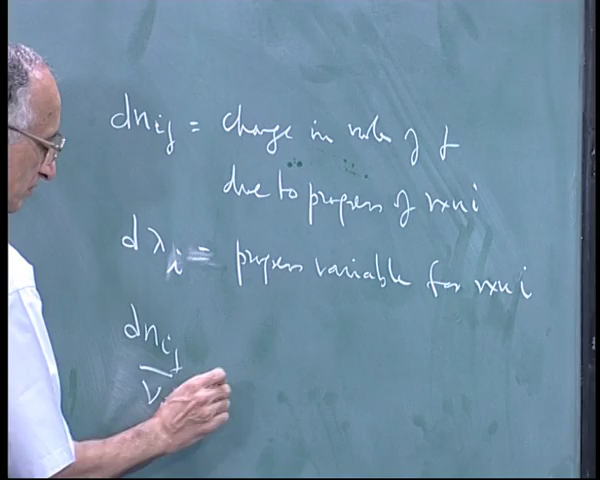 dn_ij = change in moles of j
due to progress of rxn i
dλ_i = progress variable for rxn i
dn_ij
ν